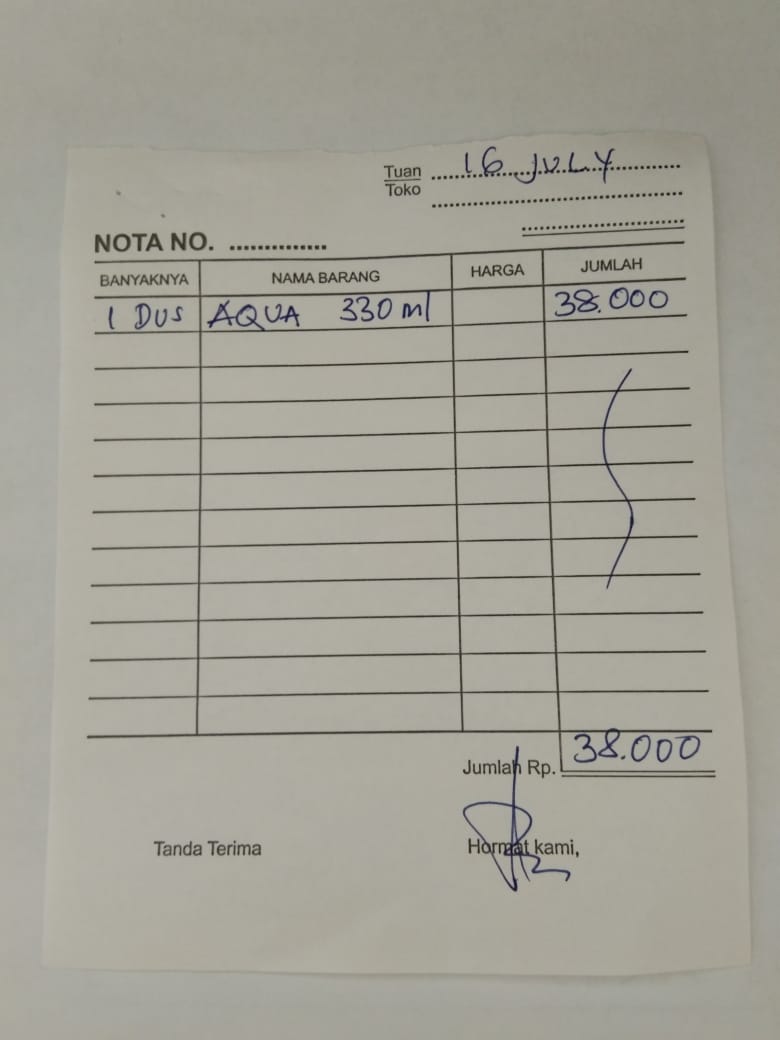 Tuan 16 JULY
Toko
NOTA NO. ..............
BANYAKNYA NAMA BARANG HARGA JUMLAH
1 DUS AQUA 330 ml 38.000
Jumlah Rp. 38.000
Tanda Terima Hormat kami,